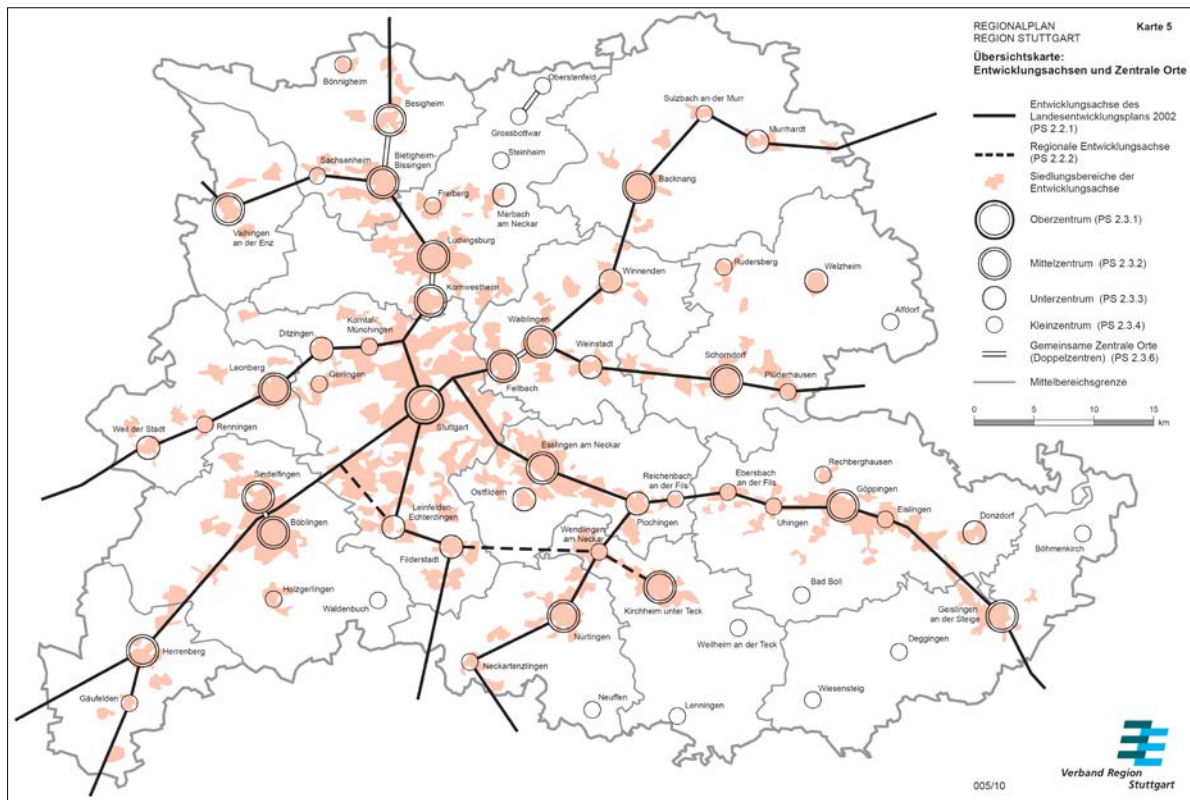 REGIONALPLAN
REGION STUTTGART
Karte 5
Übersichtskarte:
Entwicklungsachsen und Zentrale Orte
Entwicklungsachse des
Landesentwicklungsplans 2002
(PS 2.2.1)
Regionale Entwicklungsachse
(PS 2.2.2)
Siedlungsbereiche der
Entwicklungsachse
Oberzentrum (PS 2.3.1)
Mittelzentrum (PS 2.3.2)
Unterzentrum (PS 2.3.3)
Kleinzentrum (PS 2.3.4)
Gemeinsame Zentrale Orte
(Doppelzentren) (PS 2.3.6)
Mittelbereichsgrenze
0 5 10 15
km
Bönnigheim
Oberstenfeld
Besigheim
Sulzbach an der Murr
Grossbottwar
Murrhardt
Bietigheim-
Bissingen
Steinheim
Sachsenheim
Backnang
Freiberg
Marbach
am Neckar
Vaihingen
an der Enz
Ludwigsburg
Winnenden
Rudersberg
Welzheim
Kornwestheim
Alfdorf
Korntal-
Münchingen
Waiblingen
Ditzingen
Weinstadt
Schorndorf
Leonberg
Gerlingen
Fellbach
Plüderhausen
Stuttgart
Renningen
Weil der Stadt
Esslingen am Neckar
Sindelfingen
Reichenbach
an der Fils
Ebersbach
an der Fils
Rechberghausen
Göppingen
Ostfildern
Leinfelden-
Echterdingen
Eislingen
Böblingen
Plochingen
Uhingen
Donzdorf
Wendlingen
am Neckar
Böhmenkirch
Filderstadt
Holzgerlingen
Waldenbuch
Kirchheim unter Teck
Bad Boll
Geislingen
an der Steige
Nürtingen
Weilheim an der Teck
Deggingen
Herrenberg
Neckartenzlingen
Gäufelden
Neuffen
Lenningen
Wiesensteig
005/10
Verband Region
Stuttgart